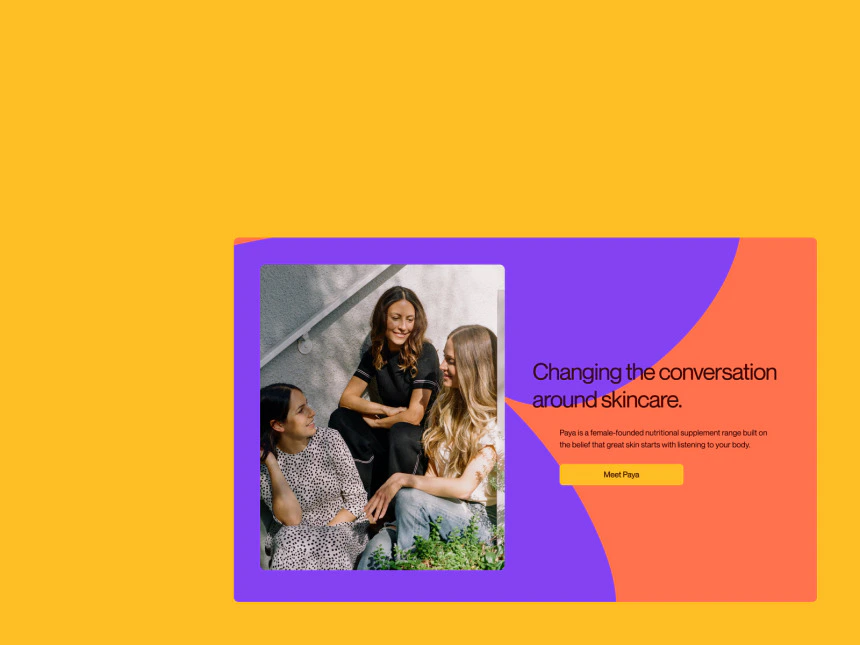 Changing the conversation
around skincare.
Paya is a female-founded nutritional supplement range built on
the belief that great skin starts with listening to your body.
Meet Paya